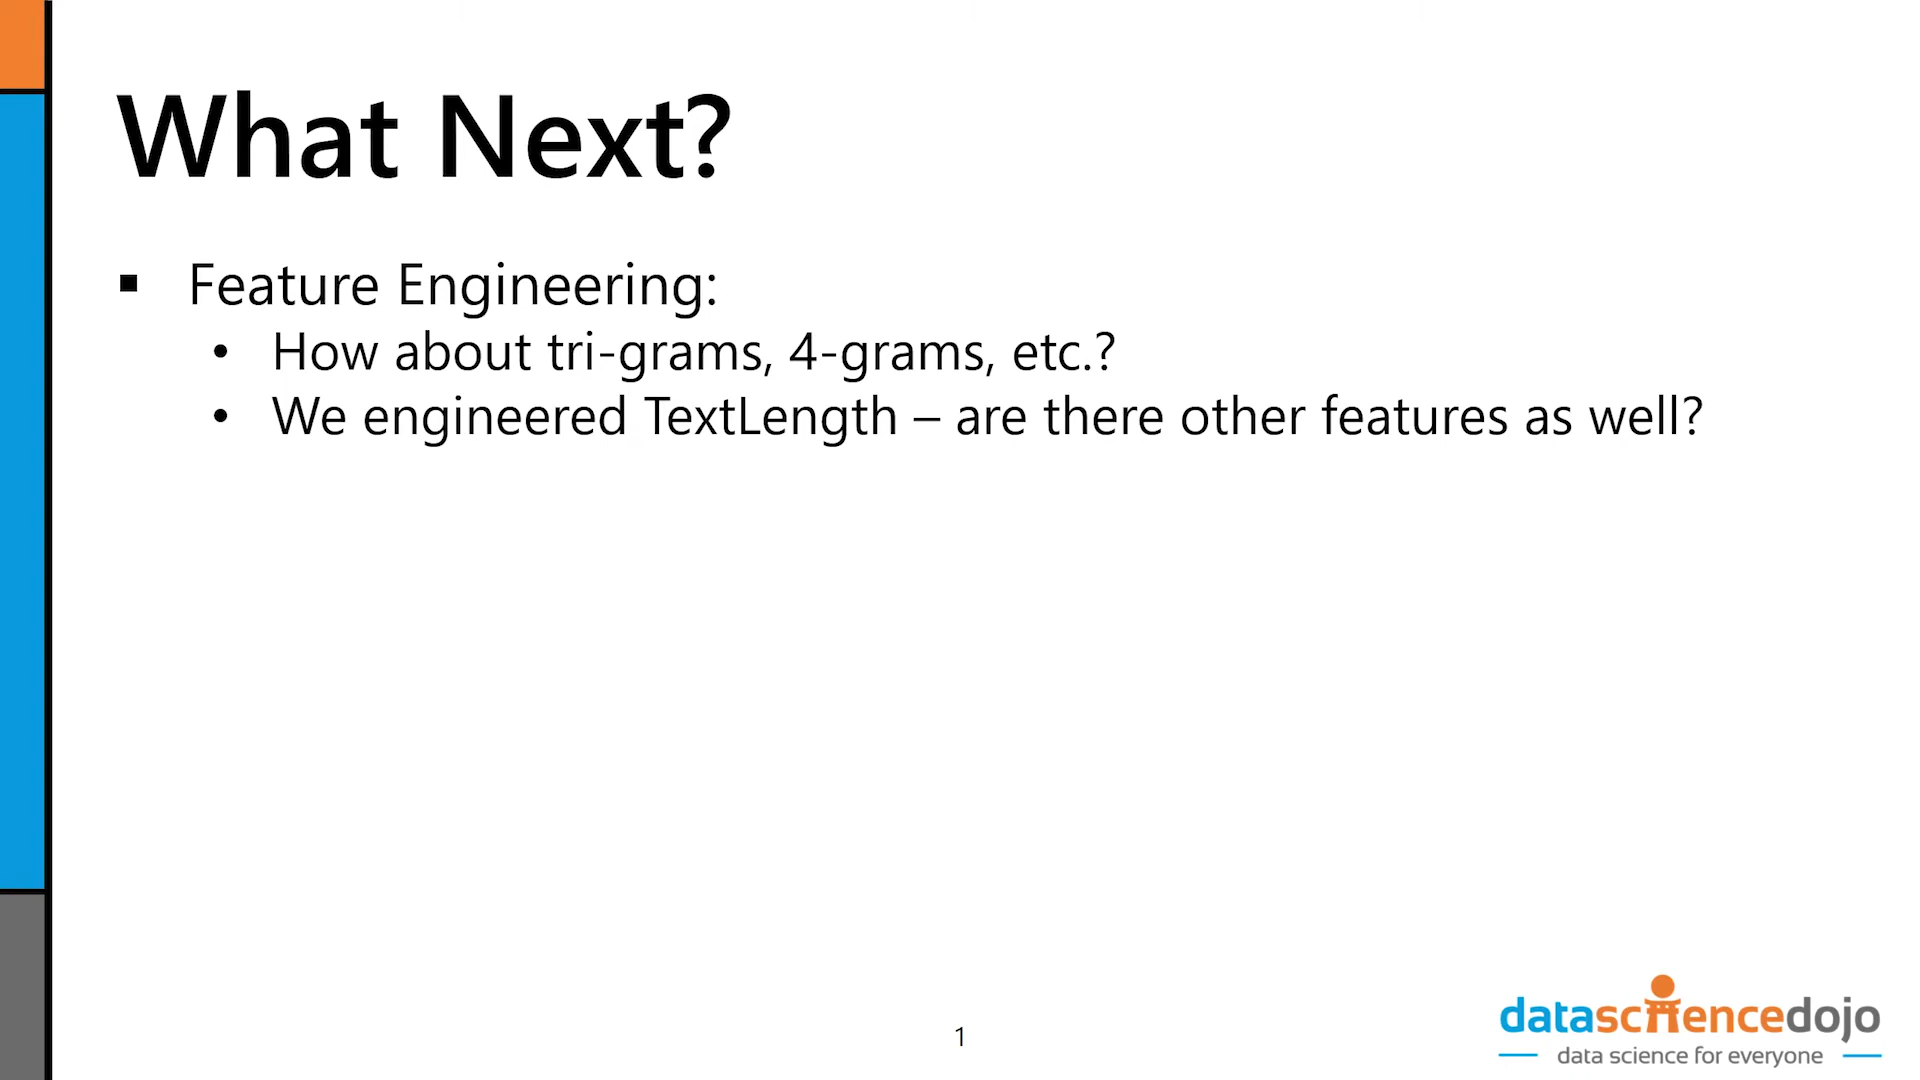 What Next?
▪ Feature Engineering:
• How about tri-grams, 4-grams, etc.?
• We engineered TextLength – are there other features as well?
1
datasciencedojo
data science for everyone